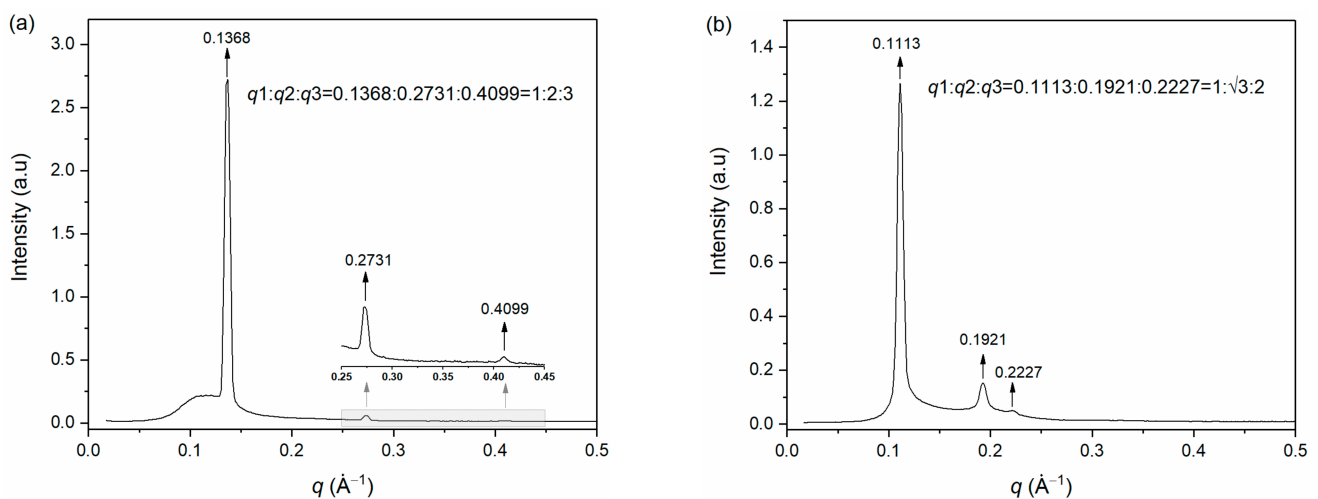 (a)
3.0
2.5
2.0
1.5
1.0
0.5
0.0
Intensity (a.u)
0.1368
q1:q2:q3=0.1368:0.2731:0.4099=1:2:3
0.2731
0.4099
0.25 0.30 0.35 0.40 0.45
0.0 0.1 0.2 0.3 0.4 0.5
q (Å⁻¹)
(b)
1.4
1.2
1.0
0.8
0.6
0.4
0.2
0.0
Intensity (a.u)
0.1113
q1:q2:q3=0.1113:0.1921:0.2227=1:√3:2
0.1921
0.2227
0.0 0.1 0.2 0.3 0.4 0.5
q (Å⁻¹)